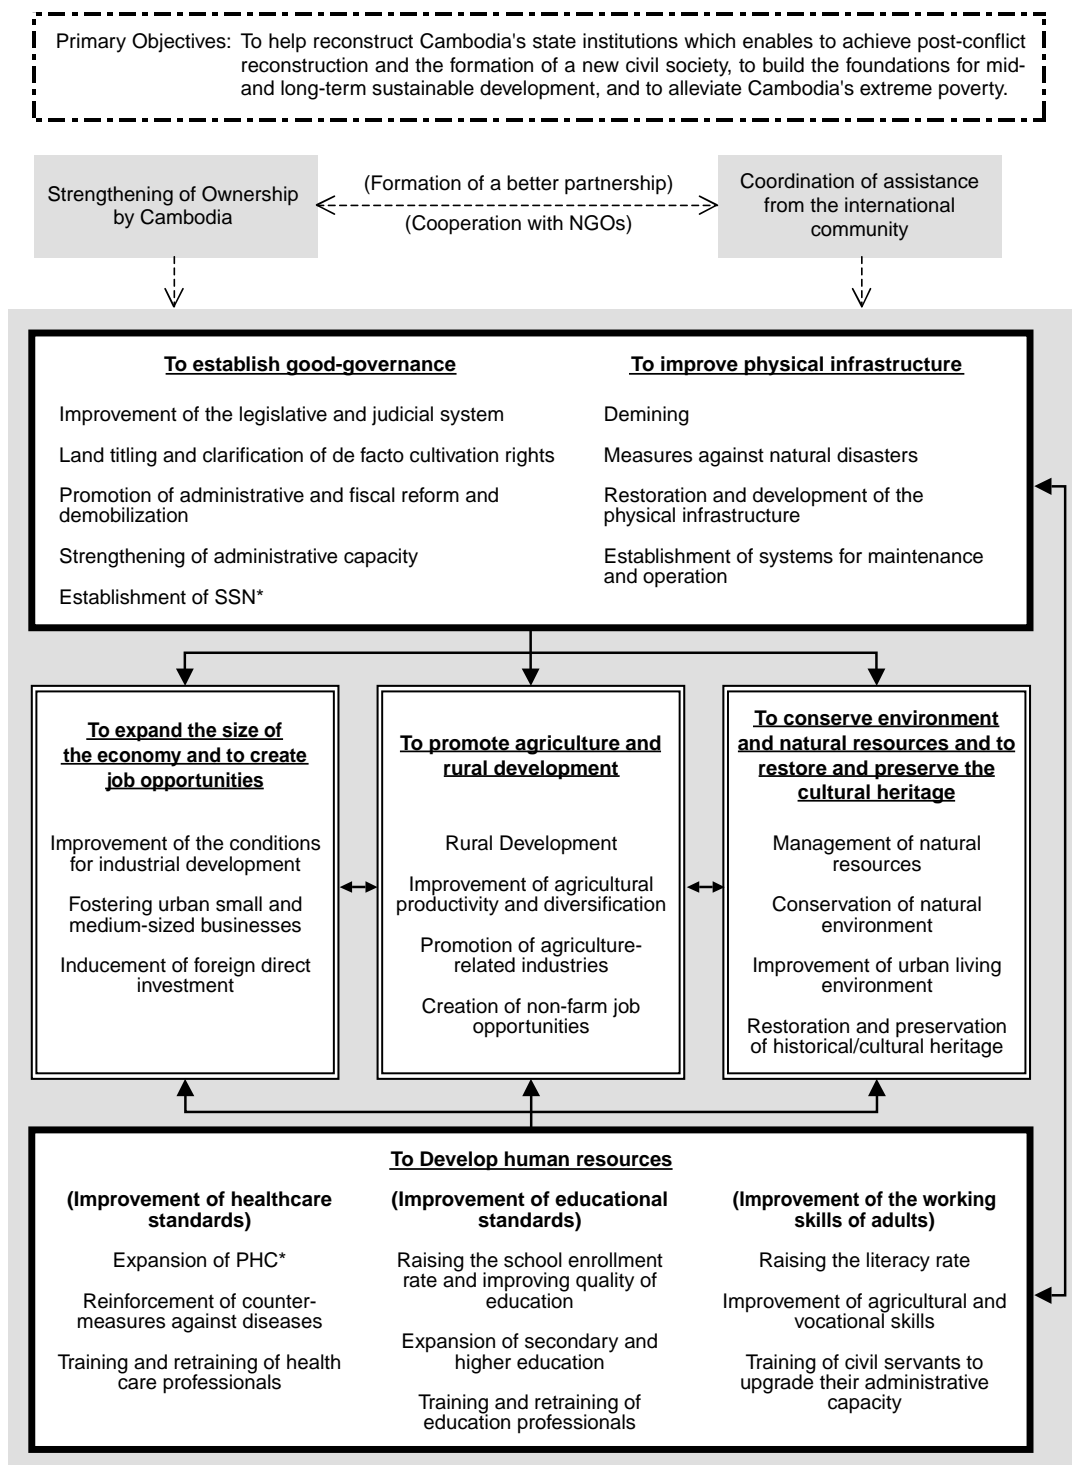 Primary Objectives: To help reconstruct Cambodia's state institutions which enables to achieve post-conflict
reconstruction and the formation of a new civil society, to build the foundations for mid-
and long-term sustainable development, and to alleviate Cambodia's extreme poverty.
Strengthening of Ownership
by Cambodia
(Formation of a better partnership)
(Cooperation with NGOs)
Coordination of assistance
from the international
community
To establish good-governance
Improvement of the legislative and judicial system
Land titling and clarification of de facto cultivation rights
Promotion of administrative and fiscal reform and
demobilization
Strengthening of administrative capacity
Establishment of SSN*
To improve physical infrastructure
Demining
Measures against natural disasters
Restoration and development of the
physical infrastructure
Establishment of systems for maintenance
and operation
To expand the size of
the economy and to create
job opportunities
Improvement of the conditions
for industrial development
Fostering urban small and
medium-sized businesses
Inducement of foreign direct
investment
To promote agriculture and
rural development
Rural Development
Improvement of agricultural
productivity and diversification
Promotion of agriculture-
related industries
Creation of non-farm job
opportunities
To conserve environment
and natural resources and to
restore and preserve the
cultural heritage
Management of natural
resources
Conservation of natural
environment
Improvement of urban living
environment
Restoration and preservation
of historical/cultural heritage
To Develop human resources
(Improvement of healthcare
standards)
Expansion of PHC*
Reinforcement of counter-
measures against diseases
Training and retraining of health
care professionals
(Improvement of educational
standards)
Raising the school enrollment
rate and improving quality of
education
Expansion of secondary and
higher education
Training and retraining of
education professionals
(Improvement of the working
skills of adults)
Raising the literacy rate
Improvement of agricultural and
vocational skills
Training of civil servants to
upgrade their administrative
capacity